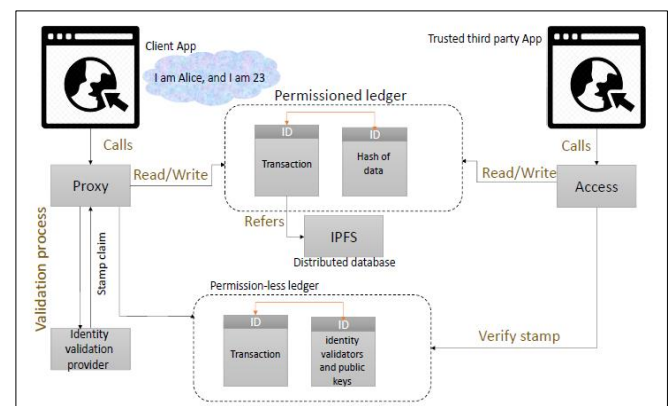 Client App
Trusted third party App
I am Alice, and I am 23
Permissioned ledger
Calls
Calls
ID
ID
Transaction
Hash of
data
Proxy
Read/Write
Read/Write
Access
Refers
IPFS
Distributed database
Validation process
Stamp claim
Permission-less ledger
ID
ID
Transaction
identity
validators
and public
keys
Verify stamp
Identity
validation
provider